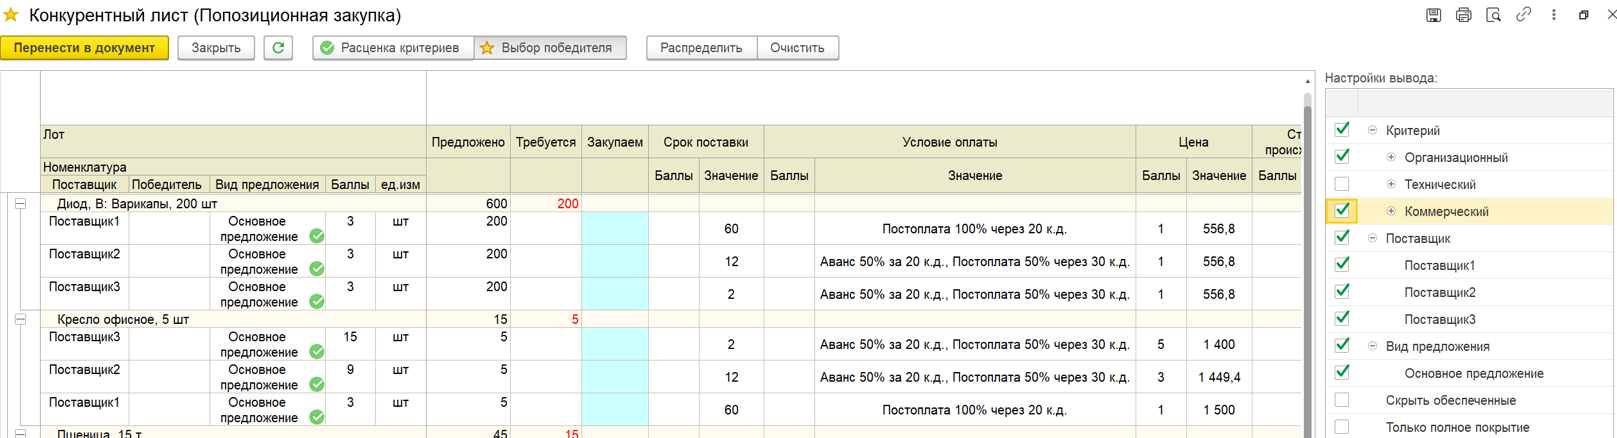 Конкурентный лист (Попозиционная закупка)
Перенести в документ Закрыть Расценка критериев Выбор победителя Распределить Очистить
Настройки вывода:
Лот Предложено Требуется Закупаем Срок поставки Условие оплаты Цена Ст
происх
Номенклатура
Поставщик Победитель Вид предложения Баллы ед.изм Баллы Значение Баллы Значение Баллы Значение Баллы
Диод, В: Варикапы, 200 шт 600 200
Поставщик1 Основное предложение 3 шт 200 60 Постоплата 100% через 20 к.д. 1 556,8
Поставщик2 Основное предложение 3 шт 200 12 Аванс 50% за 20 к.д., Постоплата 50% через 30 к.д. 1 556,8
Поставщик3 Основное предложение 3 шт 200 2 Аванс 50% за 20 к.д., Постоплата 50% через 30 к.д. 1 556,8
Кресло офисное, 5 шт 15 5
Поставщик3 Основное предложение 15 шт 5 2 Аванс 50% за 20 к.д., Постоплата 50% через 30 к.д. 5 1 400
Поставщик2 Основное предложение 9 шт 5 12 Аванс 50% за 20 к.д., Постоплата 50% через 30 к.д. 3 1 449,4
Поставщик1 Основное предложение 3 шт 5 60 Постоплата 100% через 20 к.д. 1 1 500
Пшеница, 15 т 45 15
Критерий
Организационный
Технический
Коммерческий
Поставщик
Поставщик1
Поставщик2
Поставщик3
Вид предложения
Основное предложение
Скрыть обеспеченные
Только полное покрытие